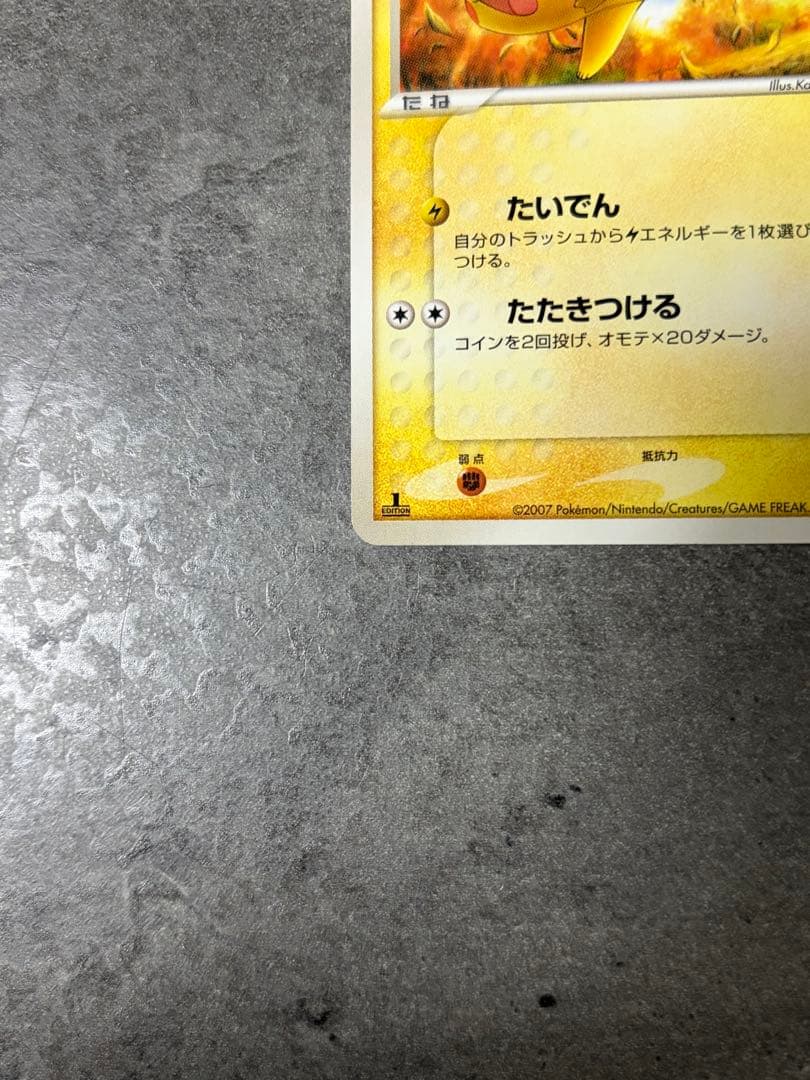 Illus.Ka
たね
たいでん
自分のトラッシュからエネルギーを1枚選び
つける。
たたきつける
コインを2回投げ、オモテ×20ダメージ。
弱点 抵抗力
1
EDITION
©2007 Pokémon/Nintendo/Creatures/GAME FREAK.